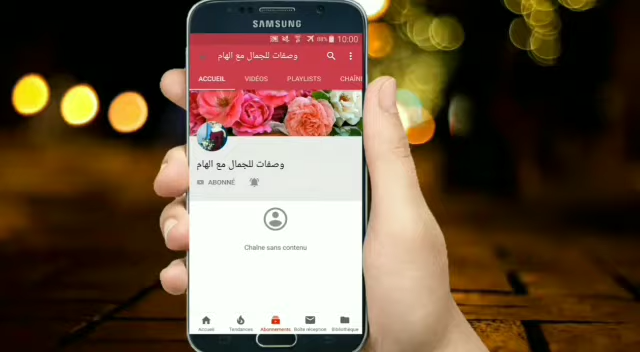 SAMSUNG
88% 10:00
وصفات للجمال مع الهام
ACCUEIL VIDÉOS PLAYLISTS CHAÎN
وصفات للجمال مع الهام
ABONNÉ
Chaîne sans contenu
Accueil Tendances Abonnements Boîte réception Bibliothèque